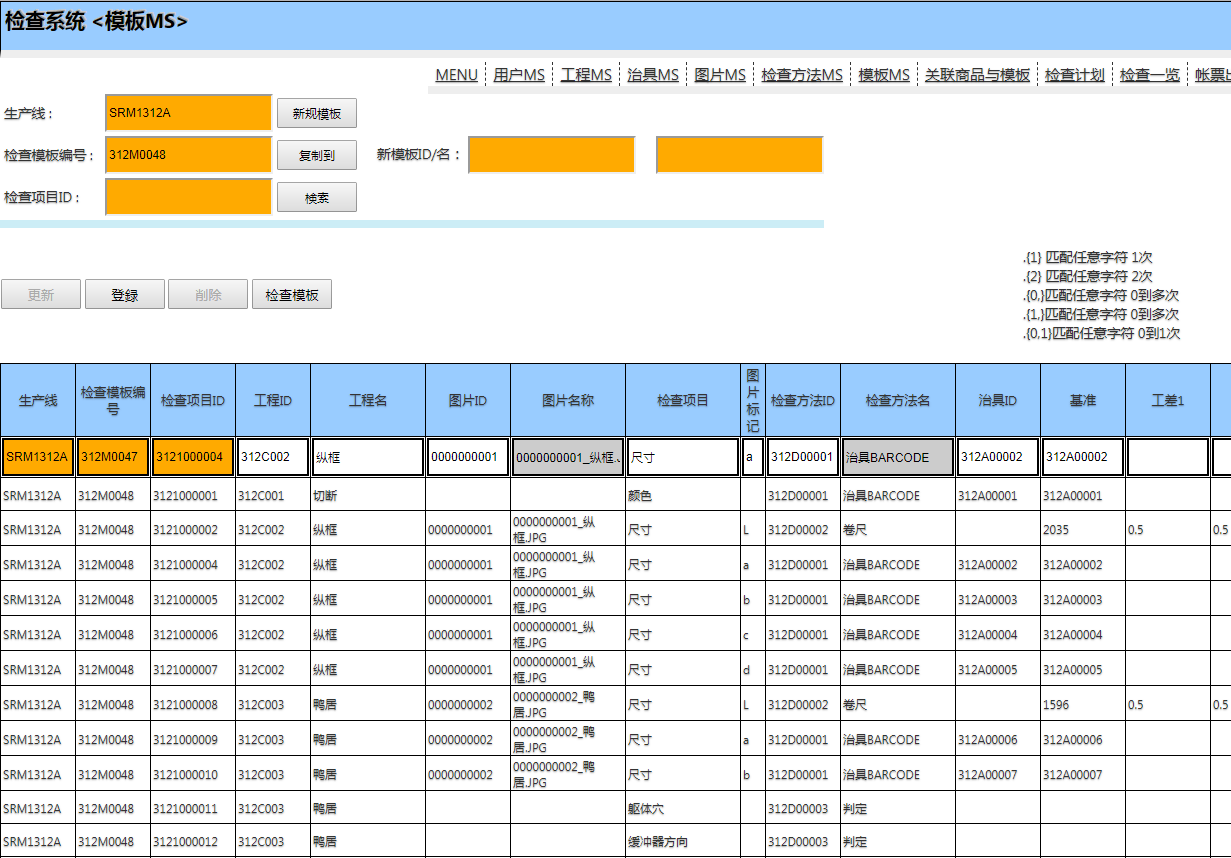 检查系统 <模板MS>
MENU 用户MS 工程MS 治具MS 图片MS 检查方法MS 模板MS 关联商品与模板 检查计划 检查一览
生产线： SRM1312A 新规模板
检查模板编号： 312M0048 复制到 新模板ID/名：
检查项目ID： 検索
.{1} 匹配任意字符 1次
.{2} 匹配任意字符 2次
.{0,}匹配任意字符 0到多次
.{1,}匹配任意字符 0到多次
.{0,1}匹配任意字符 0到1次
更新 登録 削除 检查模板
生产线 检查模板编号 检查项目ID 工程ID 工程名 图片ID 图片名称 检查项目 图片标记 检查方法ID 检查方法名 治具ID 基准 工差1
SRM1312A 312M0047 3121000004 312C002 纵框 0000000001 0000000001_纵框. 尺寸 a 312D00001 治具BARCODE 312A00002 312A00002
SRM1312A 312M0048 3121000001 312C001 切断 颜色 312D00001 治具BARCODE 312A00001 312A00001
SRM1312A 312M0048 3121000002 312C002 纵框 0000000001 0000000001_纵框.JPG 尺寸 L 312D00002 卷尺 2035 0.5 0.5
SRM1312A 312M0048 3121000004 312C002 纵框 0000000001 0000000001_纵框.JPG 尺寸 a 312D00001 治具BARCODE 312A00002 312A00002
SRM1312A 312M0048 3121000005 312C002 纵框 0000000001 0000000001_纵框.JPG 尺寸 b 312D00001 治具BARCODE 312A00003 312A00003
SRM1312A 312M0048 3121000006 312C002 纵框 0000000001 0000000001_纵框.JPG 尺寸 c 312D00001 治具BARCODE 312A00004 312A00004
SRM1312A 312M0048 3121000007 312C002 纵框 0000000001 0000000001_纵框.JPG 尺寸 d 312D00001 治具BARCODE 312A00005 312A00005
SRM1312A 312M0048 3121000008 312C003 鸭居 0000000002 0000000002_鸭居.JPG 尺寸 L 312D00002 卷尺 1596 0.5 0.5
SRM1312A 312M0048 3121000009 312C003 鸭居 0000000002 0000000002_鸭居.JPG 尺寸 a 312D00001 治具BARCODE 312A00006 312A00006
SRM1312A 312M0048 3121000010 312C003 鸭居 0000000002 0000000002_鸭居.JPG 尺寸 b 312D00001 治具BARCODE 312A00007 312A00007
SRM1312A 312M0048 3121000011 312C003 鸭居 躯体穴 312D00003 判定
SRM1312A 312M0048 3121000012 312C003 鸭居 缓冲器方向 312D00003 判定